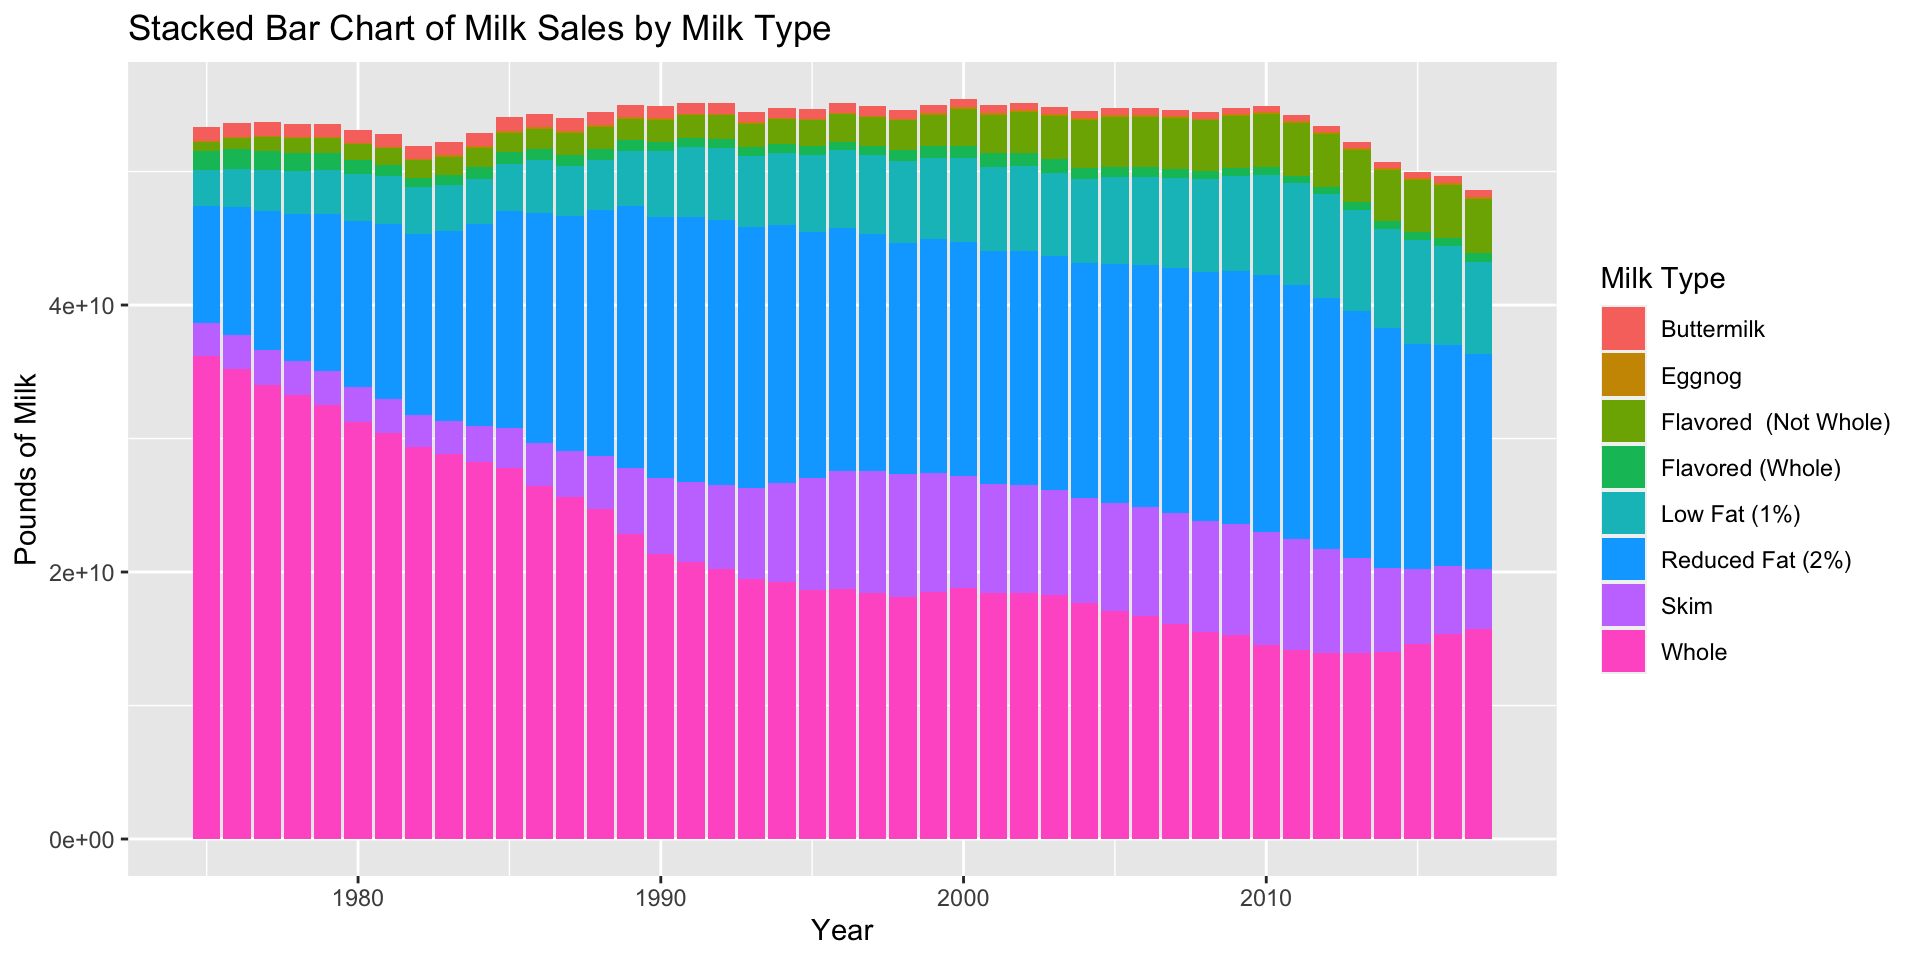 Stacked Bar Chart of Milk Sales by Milk Type
Pounds of Milk
4e+10
2e+10
0e+00
1980
1990
2000
2010
Year
Milk Type
Buttermilk
Eggnog
Flavored  (Not Whole)
Flavored (Whole)
Low Fat (1%)
Reduced Fat (2%)
Skim
Whole